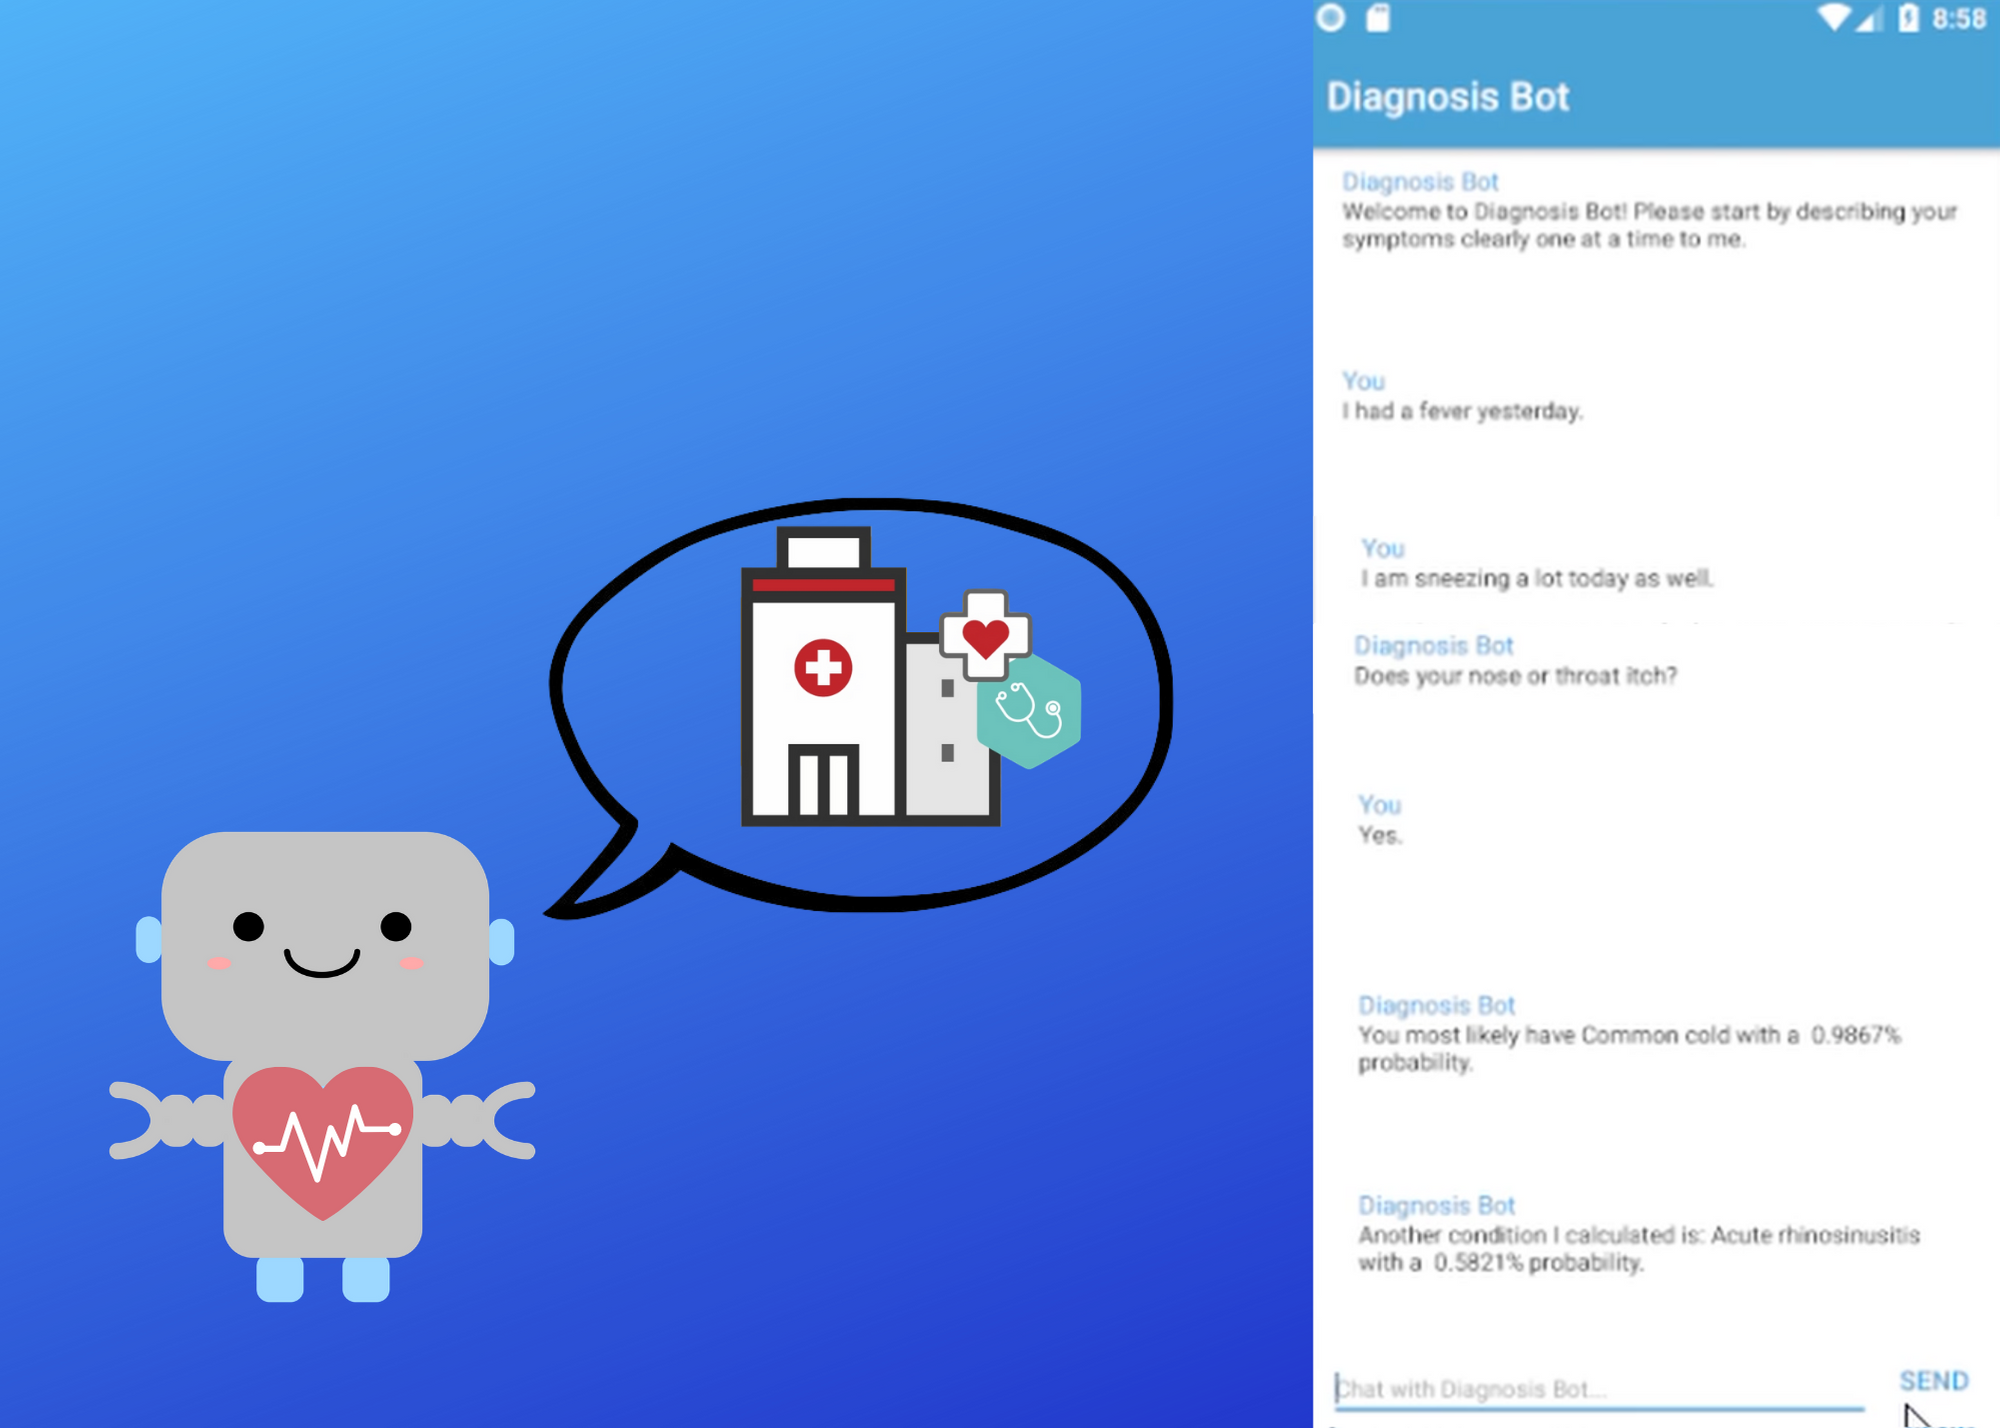 8:58
Diagnosis Bot
Diagnosis Bot
Welcome to Diagnosis Bot! Please start by describing your
symptoms clearly one at a time to me.
You
I had a fever yesterday.
You
I am sneezing a lot today as well.
Diagnosis Bot
Does your nose or throat itch?
You
Yes.
Diagnosis Bot
You most likely have Common cold with a 0.9867%
probability.
Diagnosis Bot
Another condition I calculated is: Acute rhinosinusitis
with a 0.5821% probability.
Chat with Diagnosis Bot...
SEND